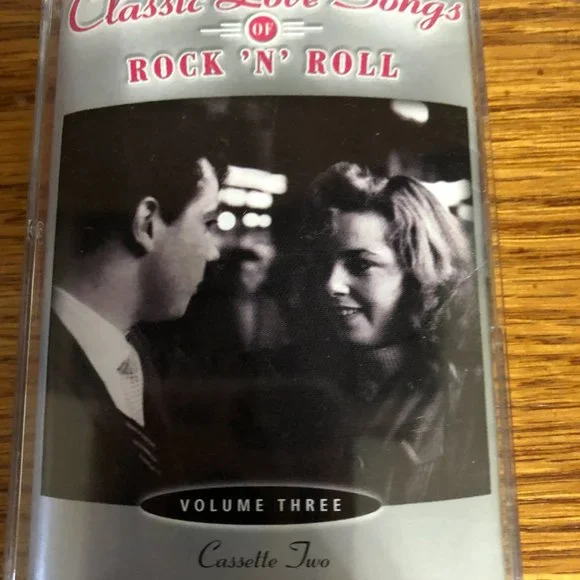 Classic Love Songs
OF
ROCK 'N' ROLL
VOLUME THREE
Cassette Two